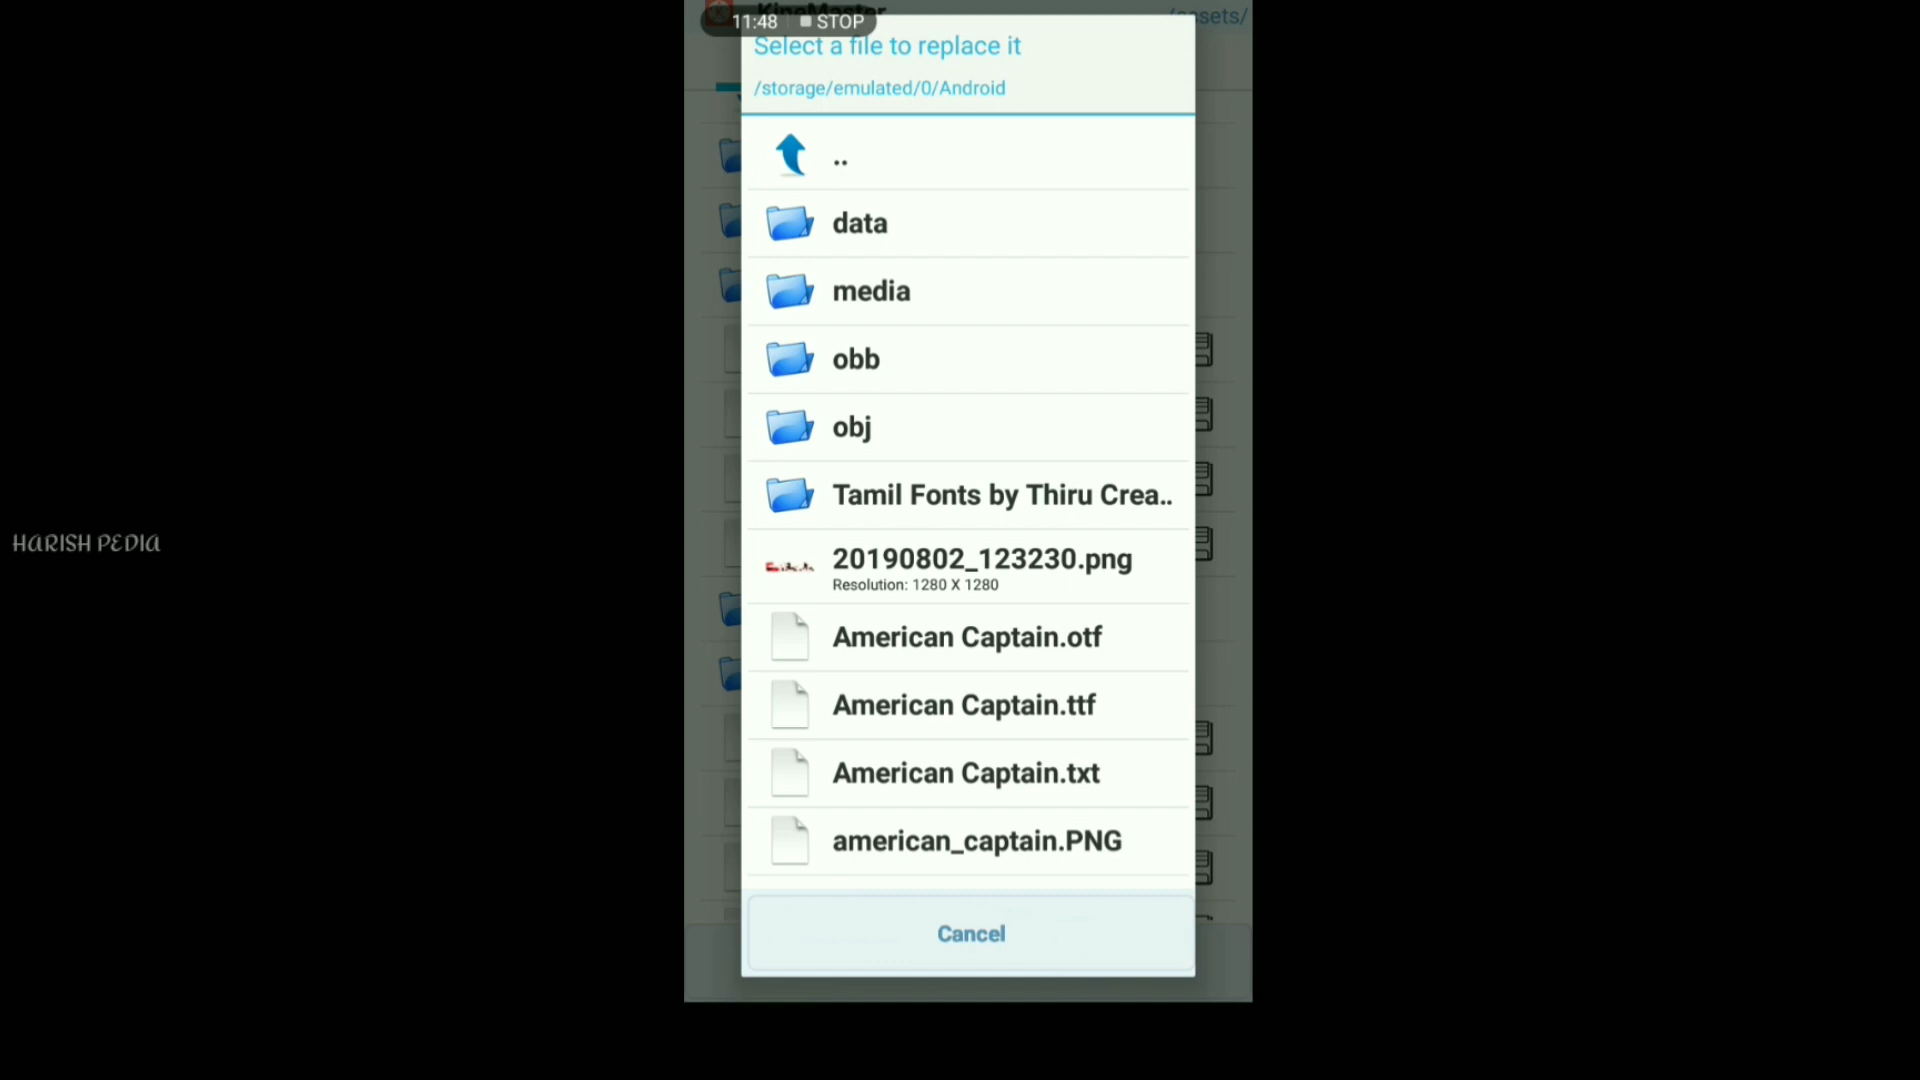 KineMaster
/assets/
11:48 STOP
Select a file to replace it
/storage/emulated/0/Android
..
data
media
obb
obj
Tamil Fonts by Thiru Crea..
20190802_123230.png
Resolution: 1280 X 1280
American Captain.otf
American Captain.ttf
American Captain.txt
american_captain.PNG
Cancel
HARISH PEDIA